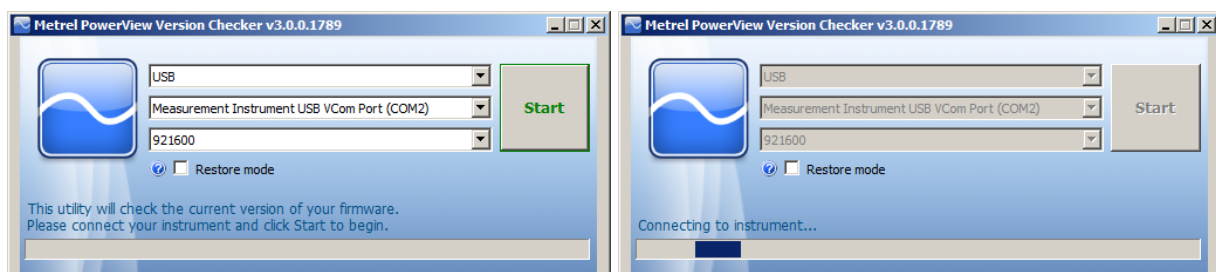 Metrel PowerView Version Checker v3.0.0.1789
USB
Measurement Instrument USB VCom Port (COM2)
921600
Start
Restore mode
This utility will check the current version of your firmware.
Please connect your instrument and click Start to begin.
Metrel PowerView Version Checker v3.0.0.1789
USB
Measurement Instrument USB VCom Port (COM2)
921600
Start
Restore mode
Connecting to instrument...